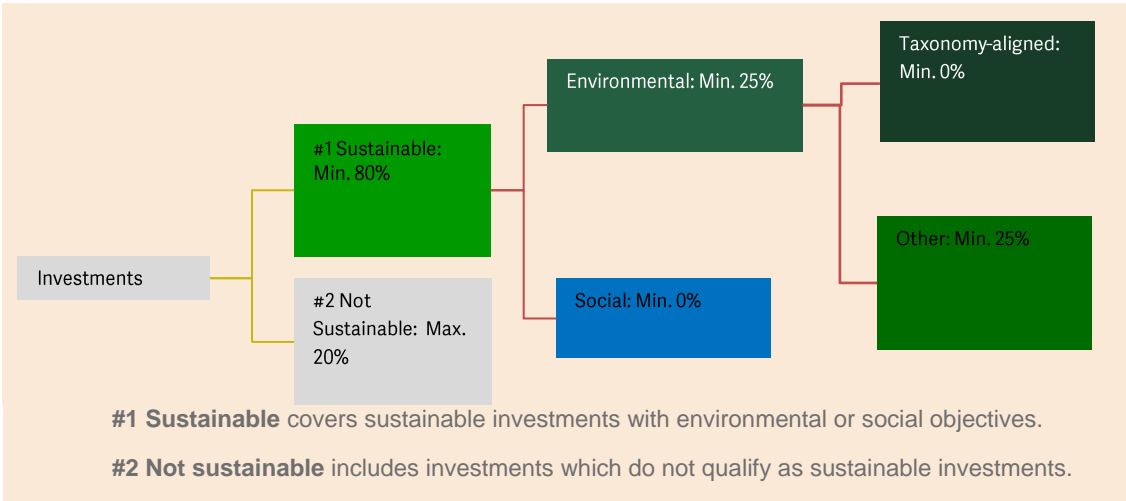 Investments
#1 Sustainable:
Min. 80%
#2 Not
Sustainable: Max.
20%
Environmental: Min. 25%
Social: Min. 0%
Taxonomy-aligned:
Min. 0%
Other: Min. 25%
#1 Sustainable covers sustainable investments with environmental or social objectives.
#2 Not sustainable includes investments which do not qualify as sustainable investments.